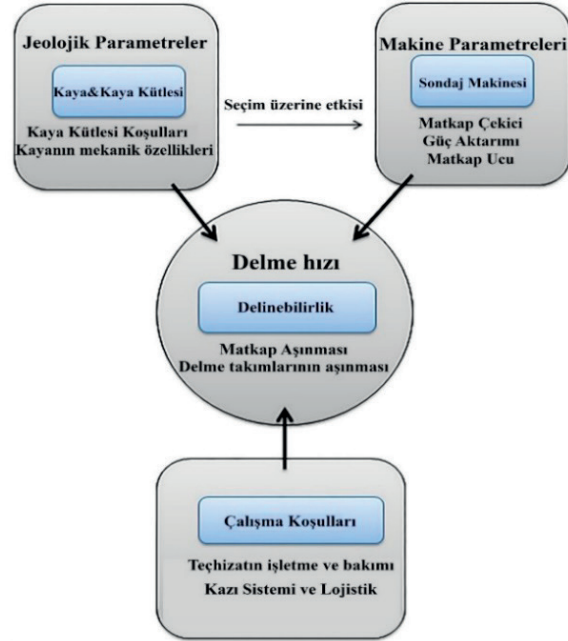 Jeolojik Parametreler
Kaya&Kaya Kütlesi
Kaya Kütlesi Koşulları
Kayanın mekanik özellikleri
Seçim üzerine etkisi
Makine Parametreleri
Sondaj Makinesi
Matkap Çekici
Güç Aktarımı
Matkap Ucu
Delme hızı
Delinebilirlik
Matkap Aşınması
Delme takımlarının aşınması
Çalışma Koşulları
Teçhizatın işletme ve bakımı
Kazı Sistemi ve Lojistik